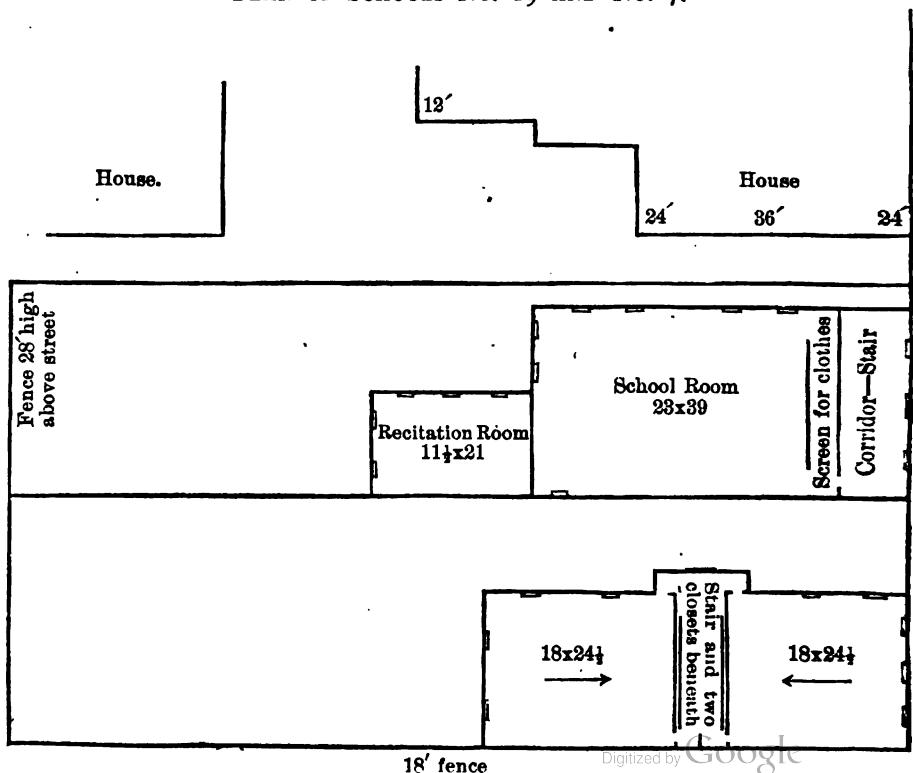 12′
House.
House
24′
36′
24′
Fence 28′ high
above street
School Room
23x39
Screen for clothes
Corridor—Stair
Recitation Room
11½x21
Stair and two
closets beneath
18x24½
18x24½
18′ fence
Digitized by Google